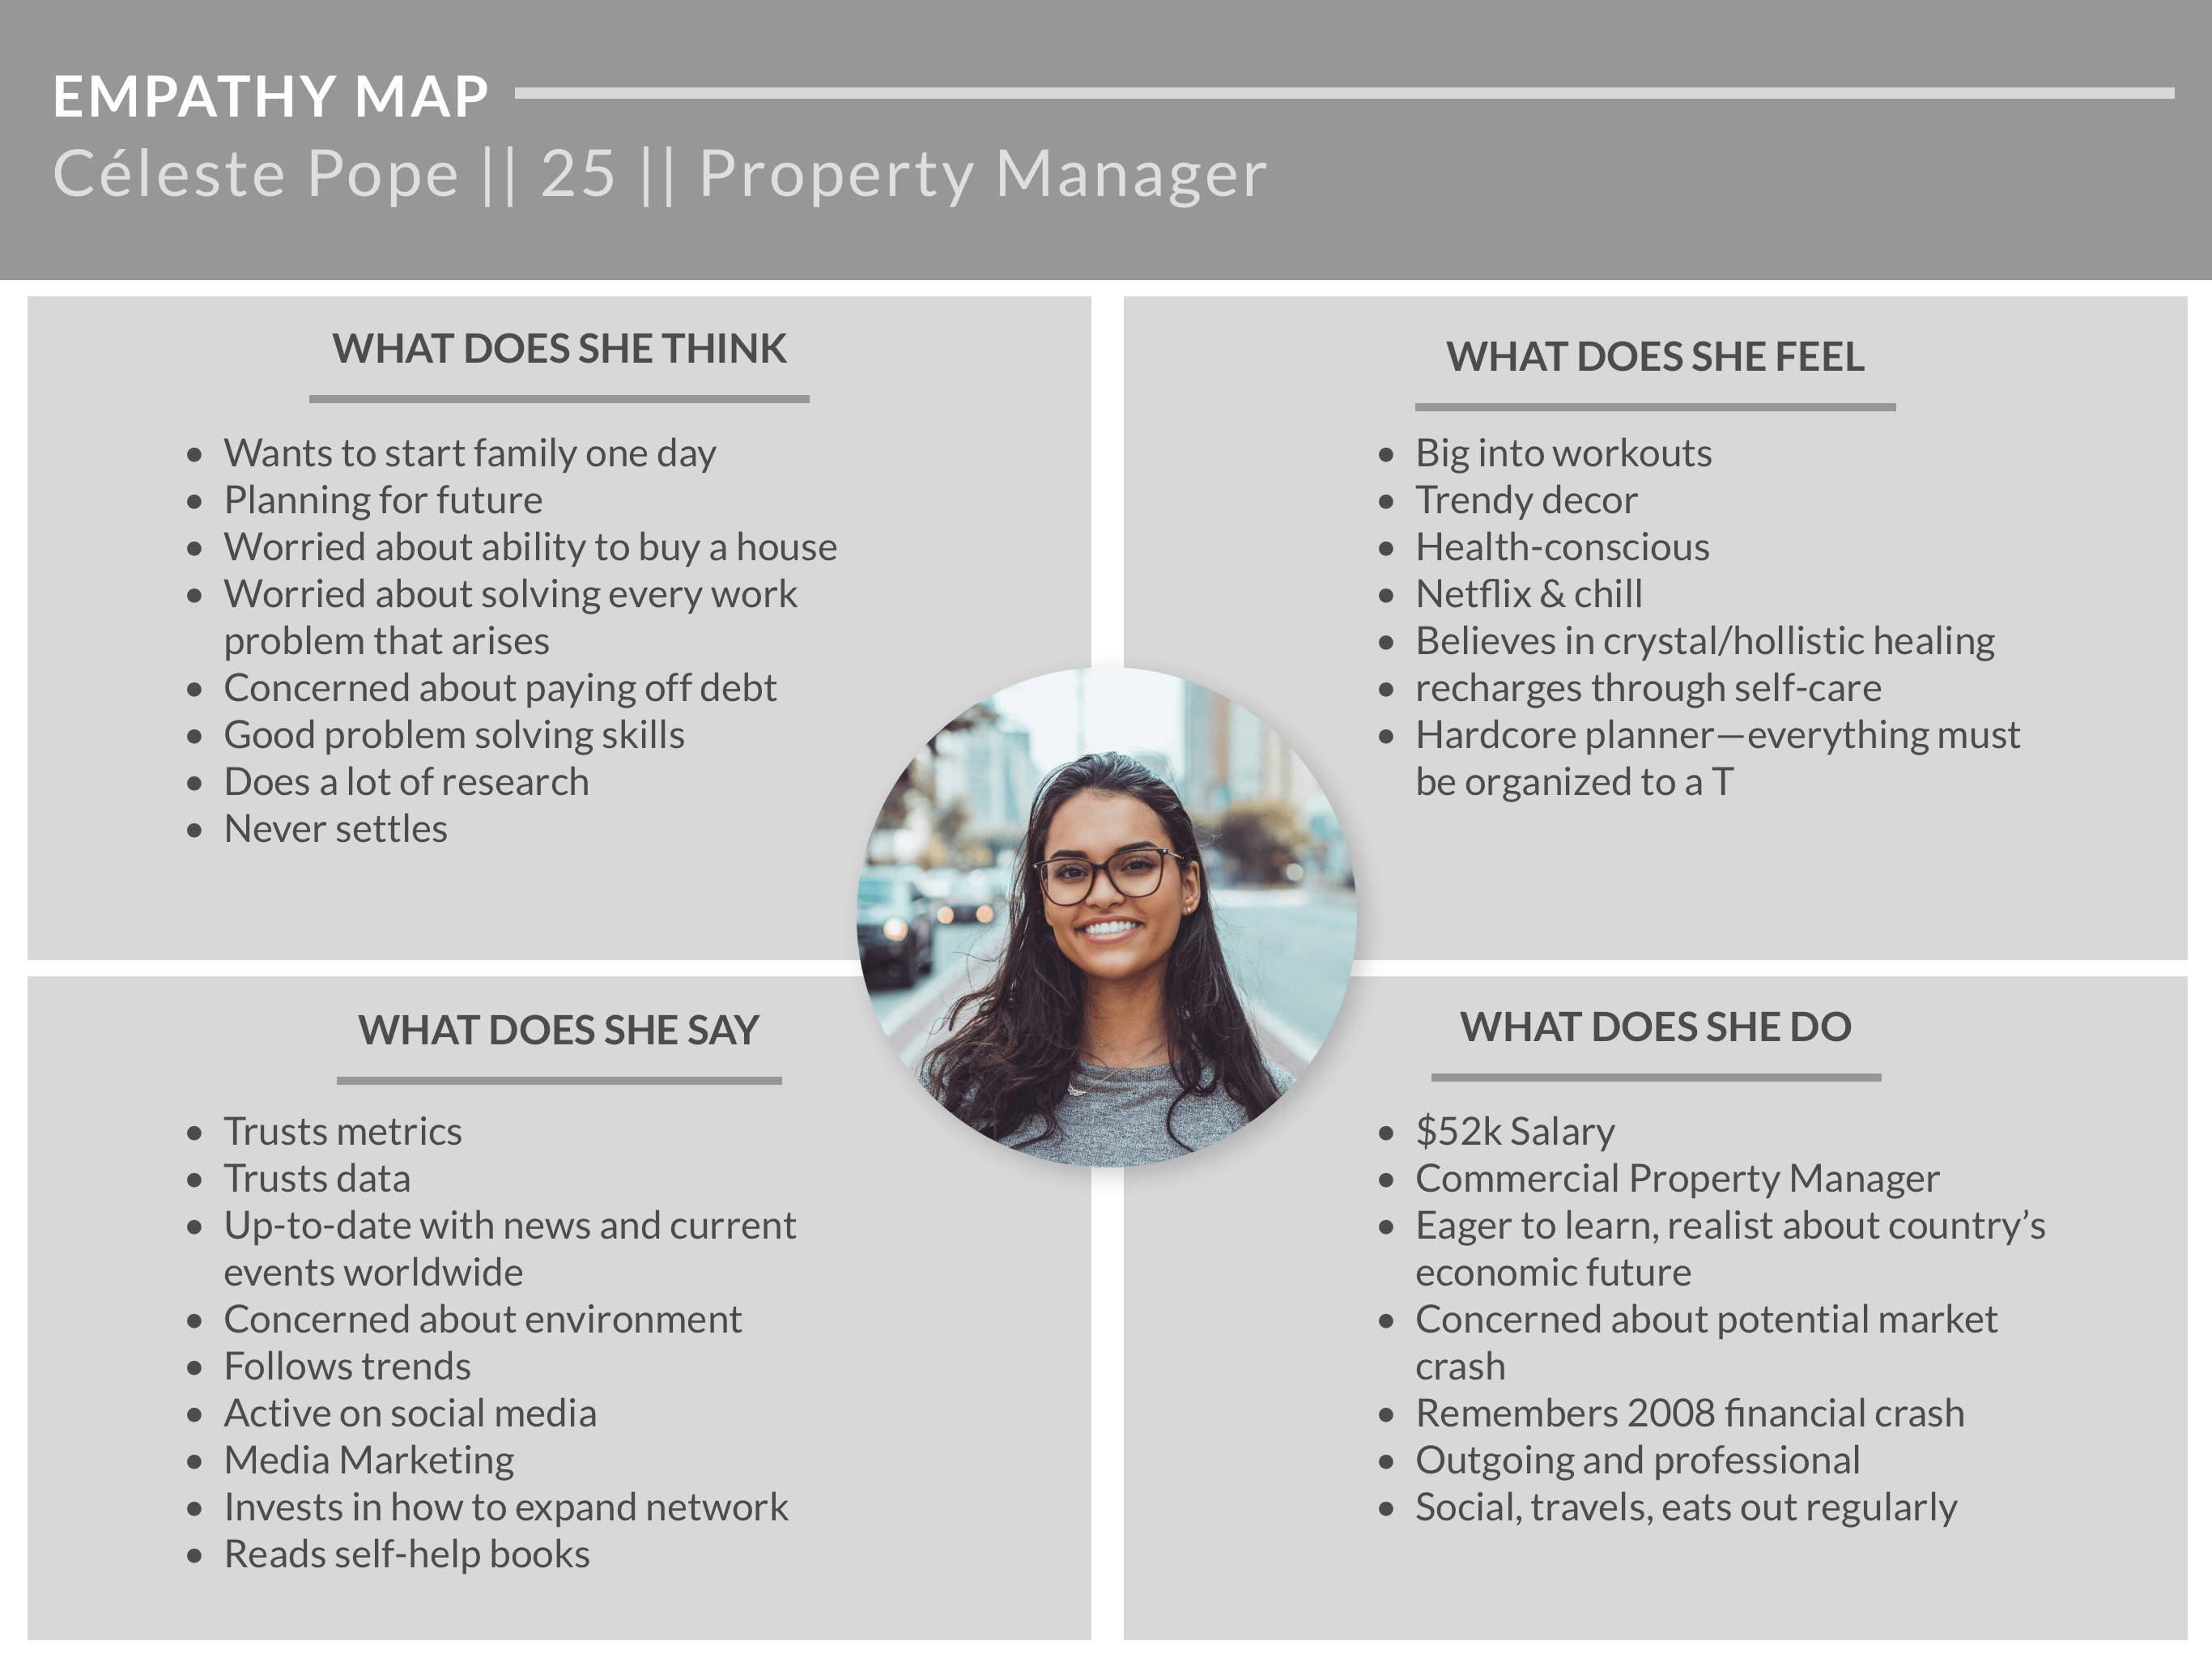 EMPATHY MAP
Céleste Pope || 25 || Property Manager
WHAT DOES SHE THINK
• Wants to start family one day
• Planning for future
• Worried about ability to buy a house
• Worried about solving every work
problem that arises
• Concerned about paying off debt
• Good problem solving skills
• Does a lot of research
• Never settles
WHAT DOES SHE FEEL
• Big into workouts
• Trendy decor
• Health-conscious
• Netflix & chill
• Believes in crystal/hollistic healing
• recharges through self-care
• Hardcore planner—everything must
be organized to a T
WHAT DOES SHE SAY
• Trusts metrics
• Trusts data
• Up-to-date with news and current
events worldwide
• Concerned about environment
• Follows trends
• Active on social media
• Media Marketing
• Invests in how to expand network
• Reads self-help books
WHAT DOES SHE DO
• $52k Salary
• Commercial Property Manager
• Eager to learn, realist about country’s
economic future
• Concerned about potential market
crash
• Remembers 2008 financial crash
• Outgoing and professional
• Social, travels, eats out regularly